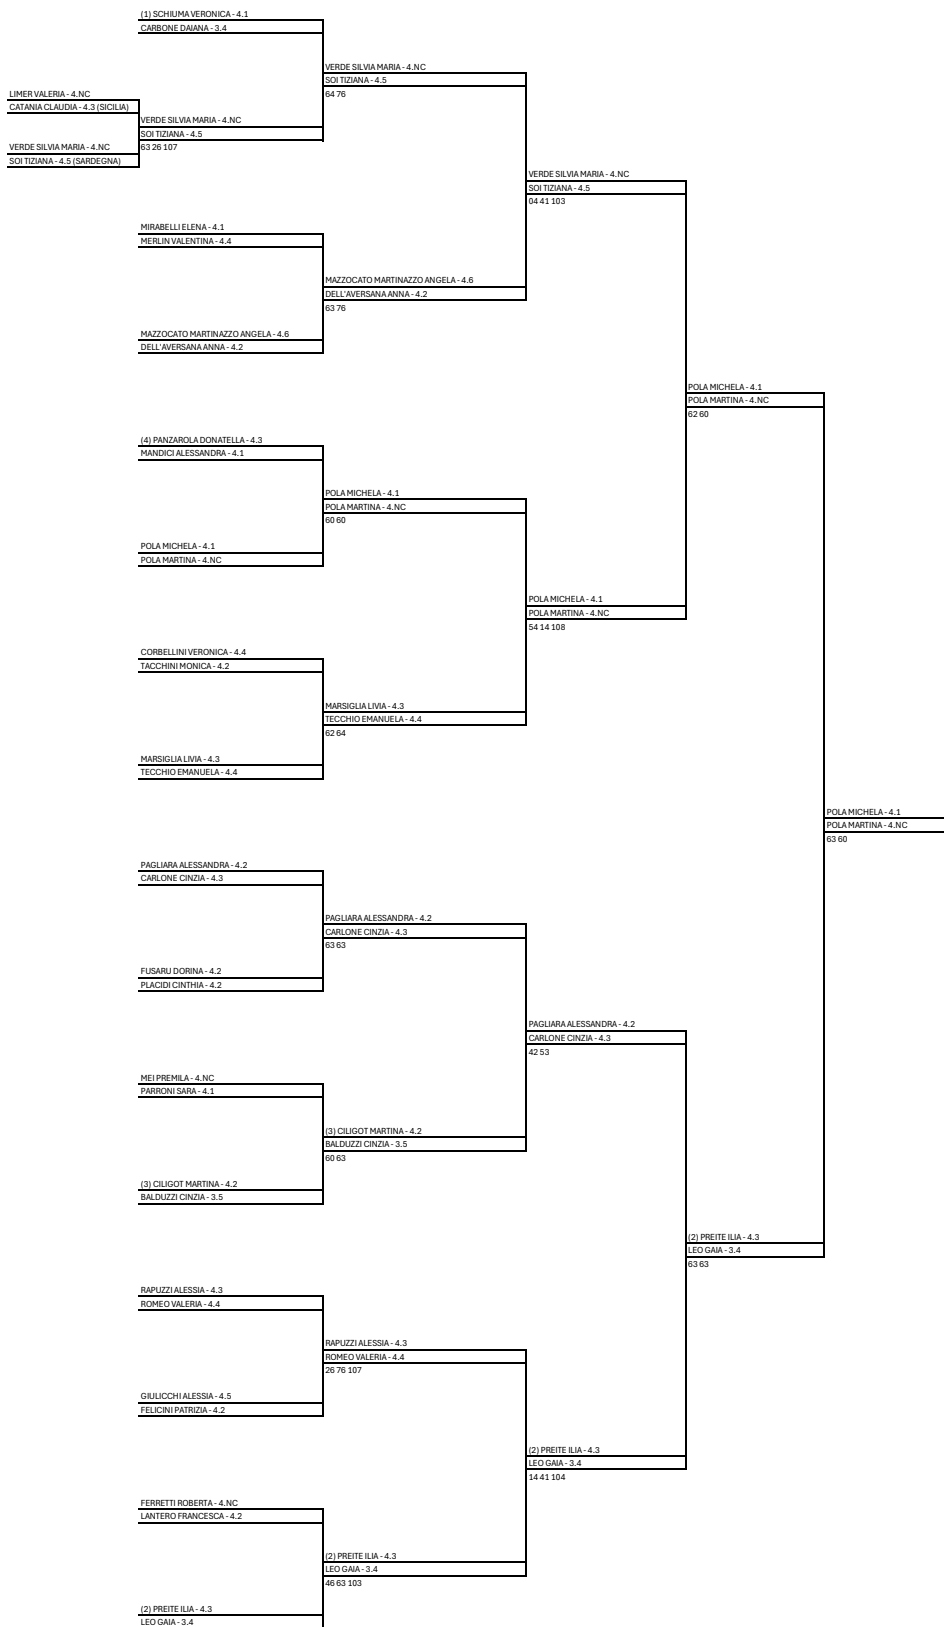 (1) SCHIUMA VERONICA - 4.1
CARBONE DAIANA - 3.4
VERDE SILVIA MARIA - 4.NC
SOI TIZIANA - 4.5
64 76
LIMER VALERIA - 4.NC
CATANIA CLAUDIA - 4.3 (SICILIA)
VERDE SILVIA MARIA - 4.NC
SOI TIZIANA - 4.5
63 26 107
VERDE SILVIA MARIA - 4.NC
SOI TIZIANA - 4.5 (SARDEGNA)
VERDE SILVIA MARIA - 4.NC
SOI TIZIANA - 4.5
04 41 103
MIRABELLI ELENA - 4.1
MERLIN VALENTINA - 4.4
MAZZOCATO MARTINAZZO ANGELA - 4.6
DELL'AVERSANA ANNA - 4.2
63 76
MAZZOCATO MARTINAZZO ANGELA - 4.6
DELL'AVERSANA ANNA - 4.2
POLA MICHELA - 4.1
POLA MARTINA - 4.NC
62 60
(4) PANZAROLA DONATELLA - 4.3
MANDICI ALESSANDRA - 4.1
POLA MICHELA - 4.1
POLA MARTINA - 4.NC
60 60
POLA MICHELA - 4.1
POLA MARTINA - 4.NC
POLA MICHELA - 4.1
POLA MARTINA - 4.NC
54 14 108
CORBELLINI VERONICA - 4.4
TACCHINI MONICA - 4.2
MARSIGLIA LIVIA - 4.3
TECCHIO EMANUELA - 4.4
62 64
MARSIGLIA LIVIA - 4.3
TECCHIO EMANUELA - 4.4
POLA MICHELA - 4.1
POLA MARTINA - 4.NC
63 60
PAGLIARA ALESSANDRA - 4.2
CARLONE CINZIA - 4.3
PAGLIARA ALESSANDRA - 4.2
CARLONE CINZIA - 4.3
63 63
FUSARU DORINA - 4.2
PLACIDI CINTHIA - 4.2
PAGLIARA ALESSANDRA - 4.2
CARLONE CINZIA - 4.3
42 53
MEI PREMILA - 4.NC
PARRONI SARA - 4.1
(3) CILIGOT MARTINA - 4.2
BALDUZZI CINZIA - 3.5
60 63
(3) CILIGOT MARTINA - 4.2
BALDUZZI CINZIA - 3.5
(2) PREITE ILIA - 4.3
LEO GAIA - 3.4
63 63
RAPUZZI ALESSIA - 4.3
ROMEO VALERIA - 4.4
RAPUZZI ALESSIA - 4.3
ROMEO VALERIA - 4.4
26 76 107
GIULICCHI ALESSIA - 4.5
FELICINI PATRIZIA - 4.2
(2) PREITE ILIA - 4.3
LEO GAIA - 3.4
14 41 104
FERRETTI ROBERTA - 4.NC
LANTERO FRANCESCA - 4.2
(2) PREITE ILIA - 4.3
LEO GAIA - 3.4
46 63 103
(2) PREITE ILIA - 4.3
LEO GAIA - 3.4